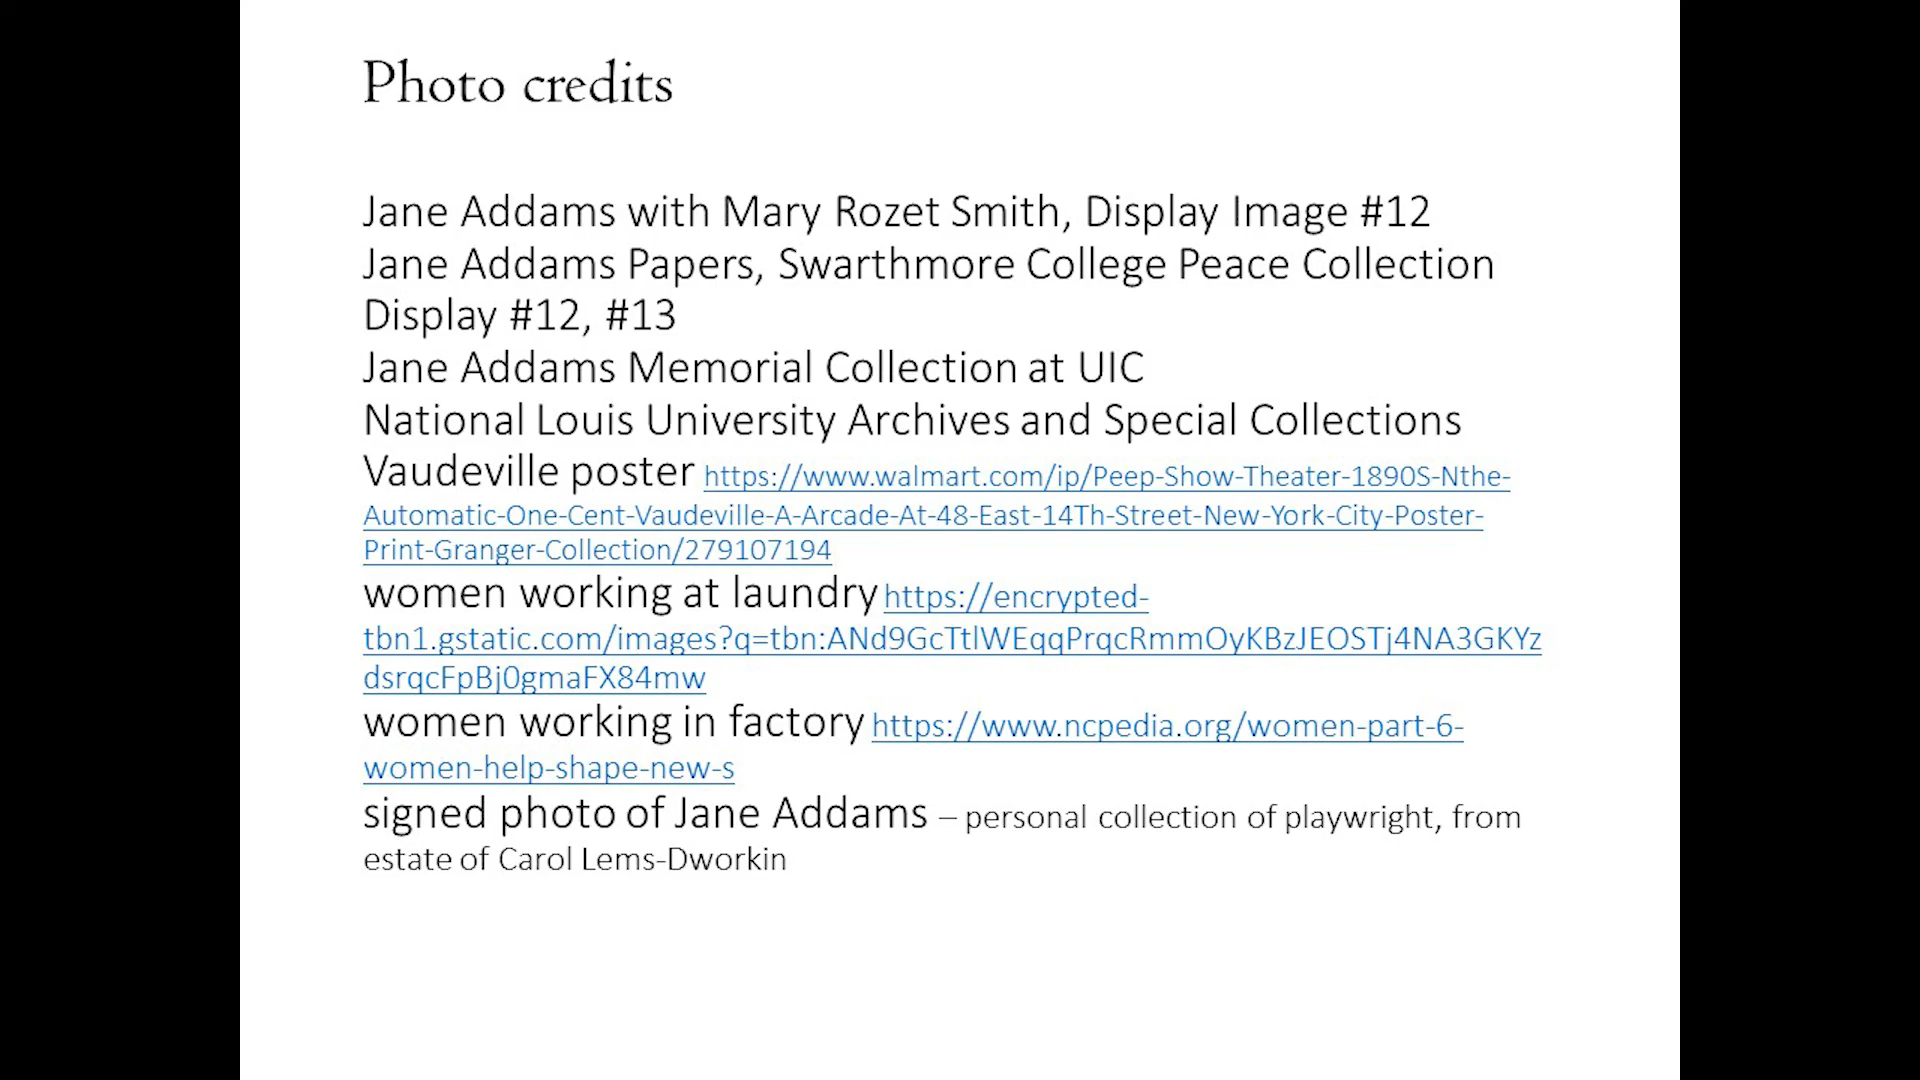 Photo credits
Jane Addams with Mary Rozet Smith, Display Image #12
Jane Addams Papers, Swarthmore College Peace Collection
Display #12, #13
Jane Addams Memorial Collection at UIC
National Louis University Archives and Special Collections
Vaudeville poster https://www.walmart.com/ip/Peep-Show-Theater-1890S-Nthe-
Automatic-One-Cent-Vaudeville-A-Arcade-At-48-East-14Th-Street-New-York-City-Poster-
Print-Granger-Collection/279107194
women working at laundry https://encrypted-
tbn1.gstatic.com/images?q=tbn:ANd9GcTtlWEqqPrqcRmmOyKBzJEOSTj4NA3GKYz
dsrqcFpBj0gmaFX84mw
women working in factory https://www.ncpedia.org/women-part-6-
women-help-shape-new-s
signed photo of Jane Addams – personal collection of playwright, from
estate of Carol Lems-Dworkin